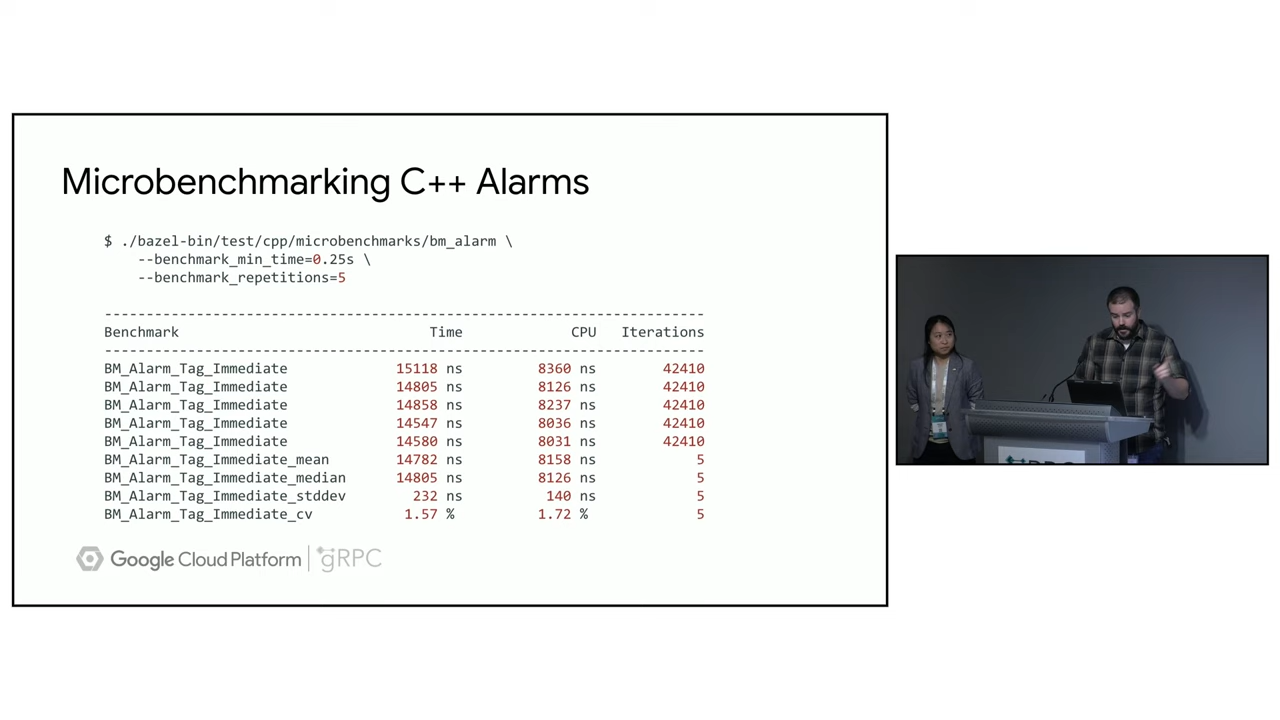 Microbenchmarking C++ Alarms
$ ./bazel-bin/test/cpp/microbenchmarks/bm_alarm \
--benchmark_min_time=0.25s \
--benchmark_repetitions=5
-------------------------------------------------------------------------
Benchmark Time CPU Iterations
-------------------------------------------------------------------------
BM_Alarm_Tag_Immediate 15118 ns 8360 ns 42410
BM_Alarm_Tag_Immediate 14805 ns 8126 ns 42410
BM_Alarm_Tag_Immediate 14858 ns 8237 ns 42410
BM_Alarm_Tag_Immediate 14547 ns 8036 ns 42410
BM_Alarm_Tag_Immediate 14580 ns 8031 ns 42410
BM_Alarm_Tag_Immediate_mean 14782 ns 8158 ns 5
BM_Alarm_Tag_Immediate_median 14805 ns 8126 ns 5
BM_Alarm_Tag_Immediate_stddev 232 ns 140 ns 5
BM_Alarm_Tag_Immediate_cv 1.57 % 1.72 % 5
Google Cloud Platform | gRPC